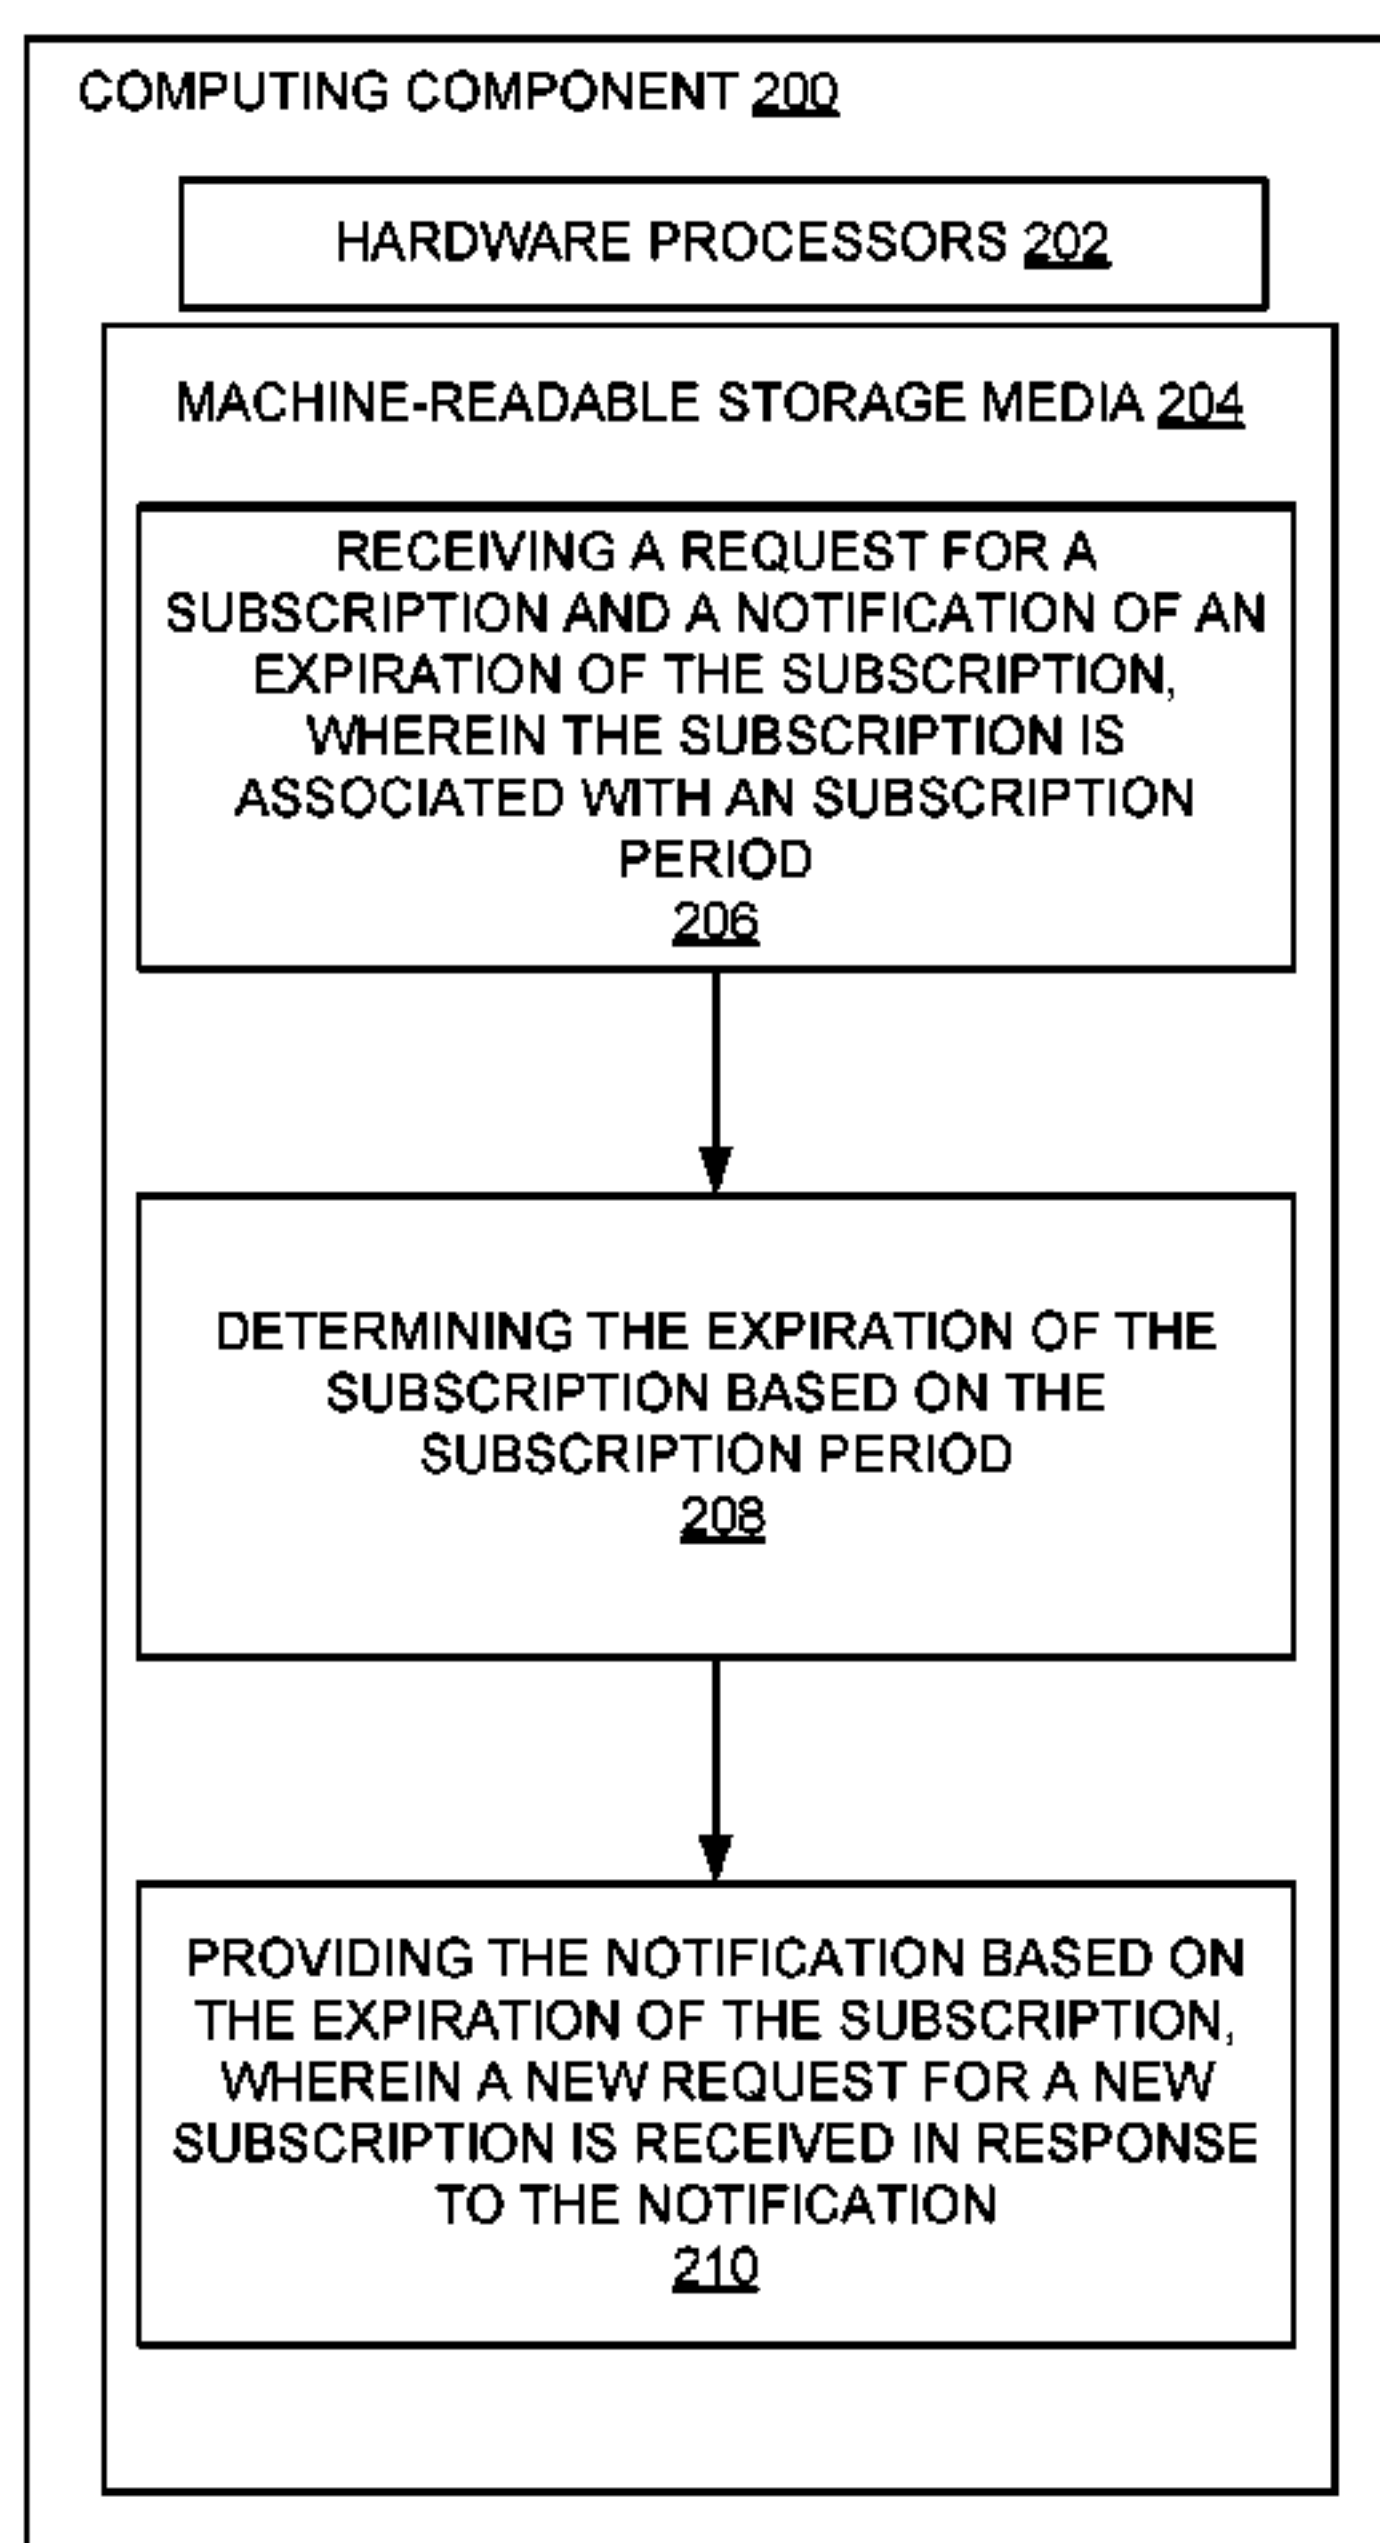 COMPUTING COMPONENT 200
HARDWARE PROCESSORS 202
MACHINE-READABLE STORAGE MEDIA 204
RECEIVING A REQUEST FOR A
SUBSCRIPTION AND A NOTIFICATION OF AN
EXPIRATION OF THE SUBSCRIPTION,
WHEREIN THE SUBSCRIPTION IS
ASSOCIATED WITH AN SUBSCRIPTION
PERIOD
206
DETERMINING THE EXPIRATION OF THE
SUBSCRIPTION BASED ON THE
SUBSCRIPTION PERIOD
208
PROVIDING THE NOTIFICATION BASED ON
THE EXPIRATION OF THE SUBSCRIPTION,
WHEREIN A NEW REQUEST FOR A NEW
SUBSCRIPTION IS RECEIVED IN RESPONSE
TO THE NOTIFICATION
210